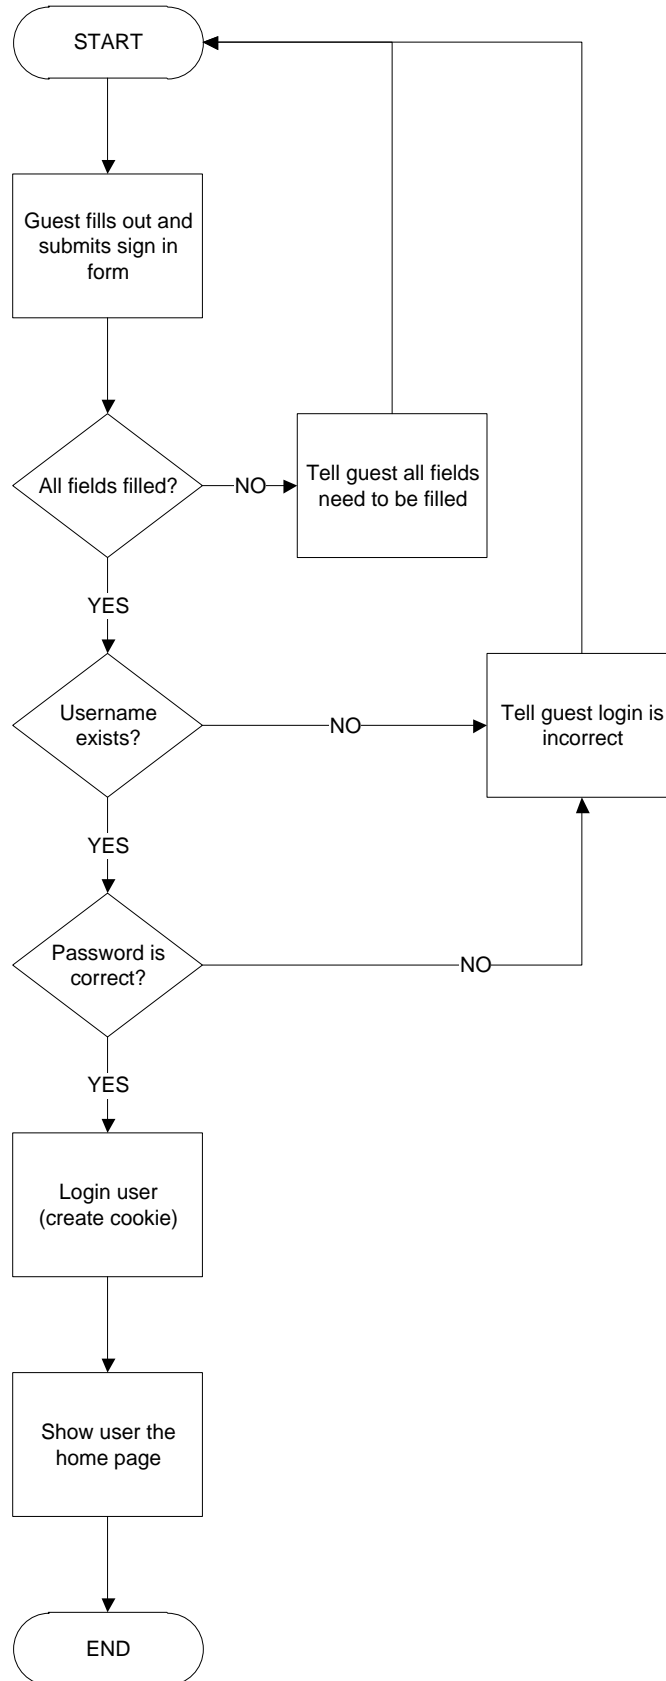 START
Guest fills out and
submits sign in
form
All fields filled?
NO
Tell guest all fields
need to be filled
YES
Username
exists?
NO
Tell guest login is
incorrect
YES
Password is
correct?
NO
YES
Login user
(create cookie)
Show user the
home page
END